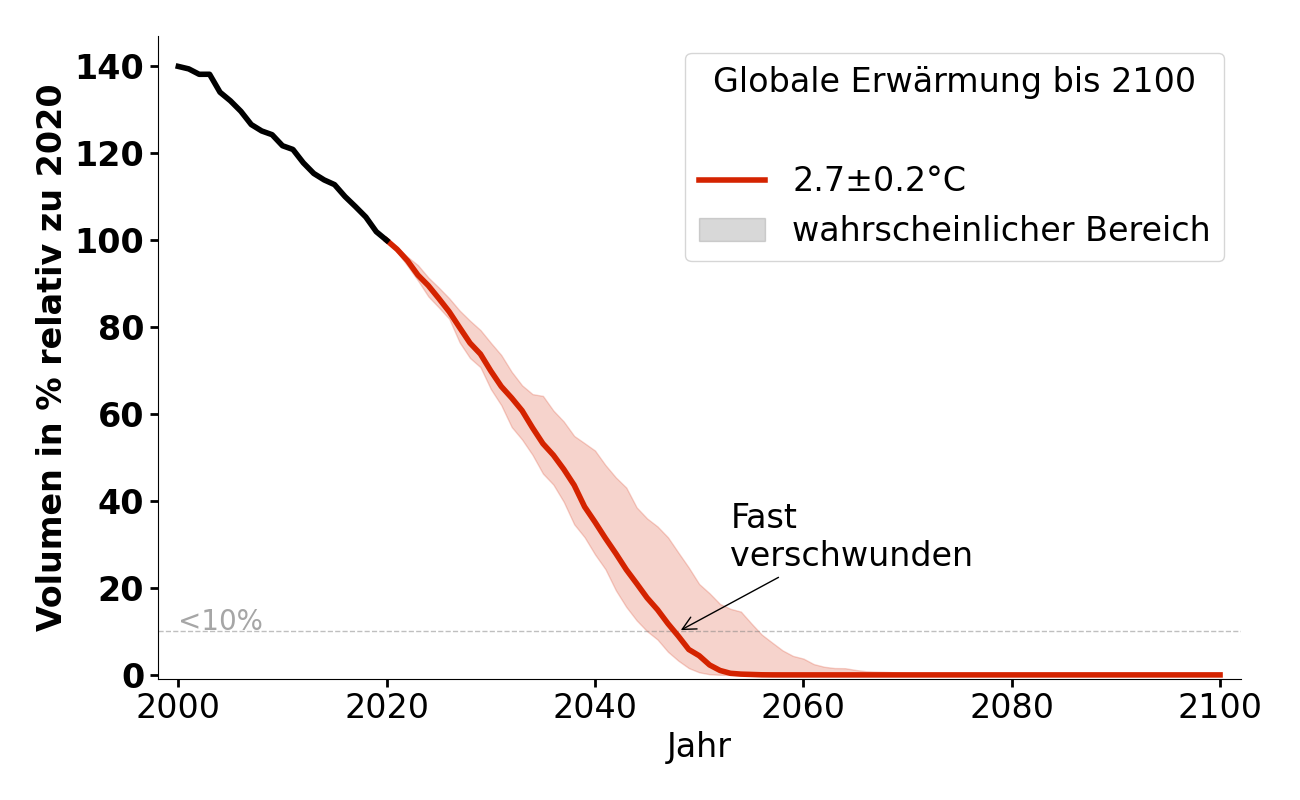 Volumen in % relativ zu 2020
140
120
100
80
60
40
20
0
Globale Erwärmung bis 2100
2.7±0.2°C
wahrscheinlicher Bereich
Fast
verschwunden
<10%
2000 2020 2040 2060 2080 2100
Jahr